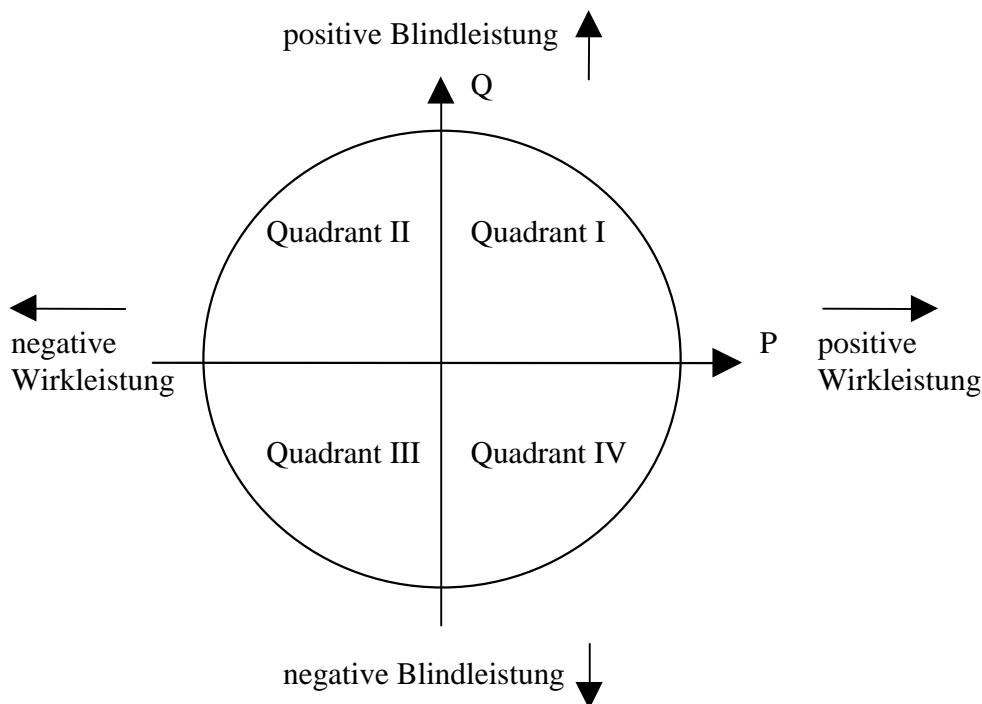 positive Blindleistung
Q
Quadrant II
Quadrant I
negative
Wirkleistung
P
positive
Wirkleistung
Quadrant III
Quadrant IV
negative Blindleistung